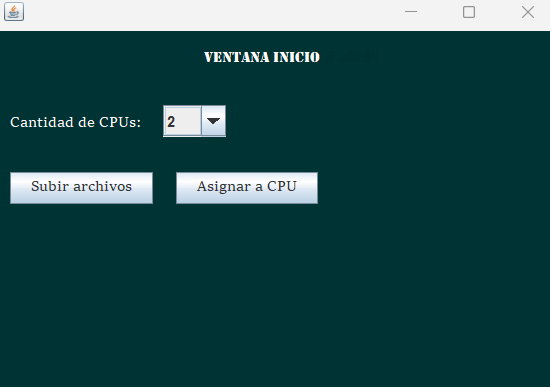 VENTANA INICIO
Cantidad de CPUs: 2
Subir archivos Asignar a CPU